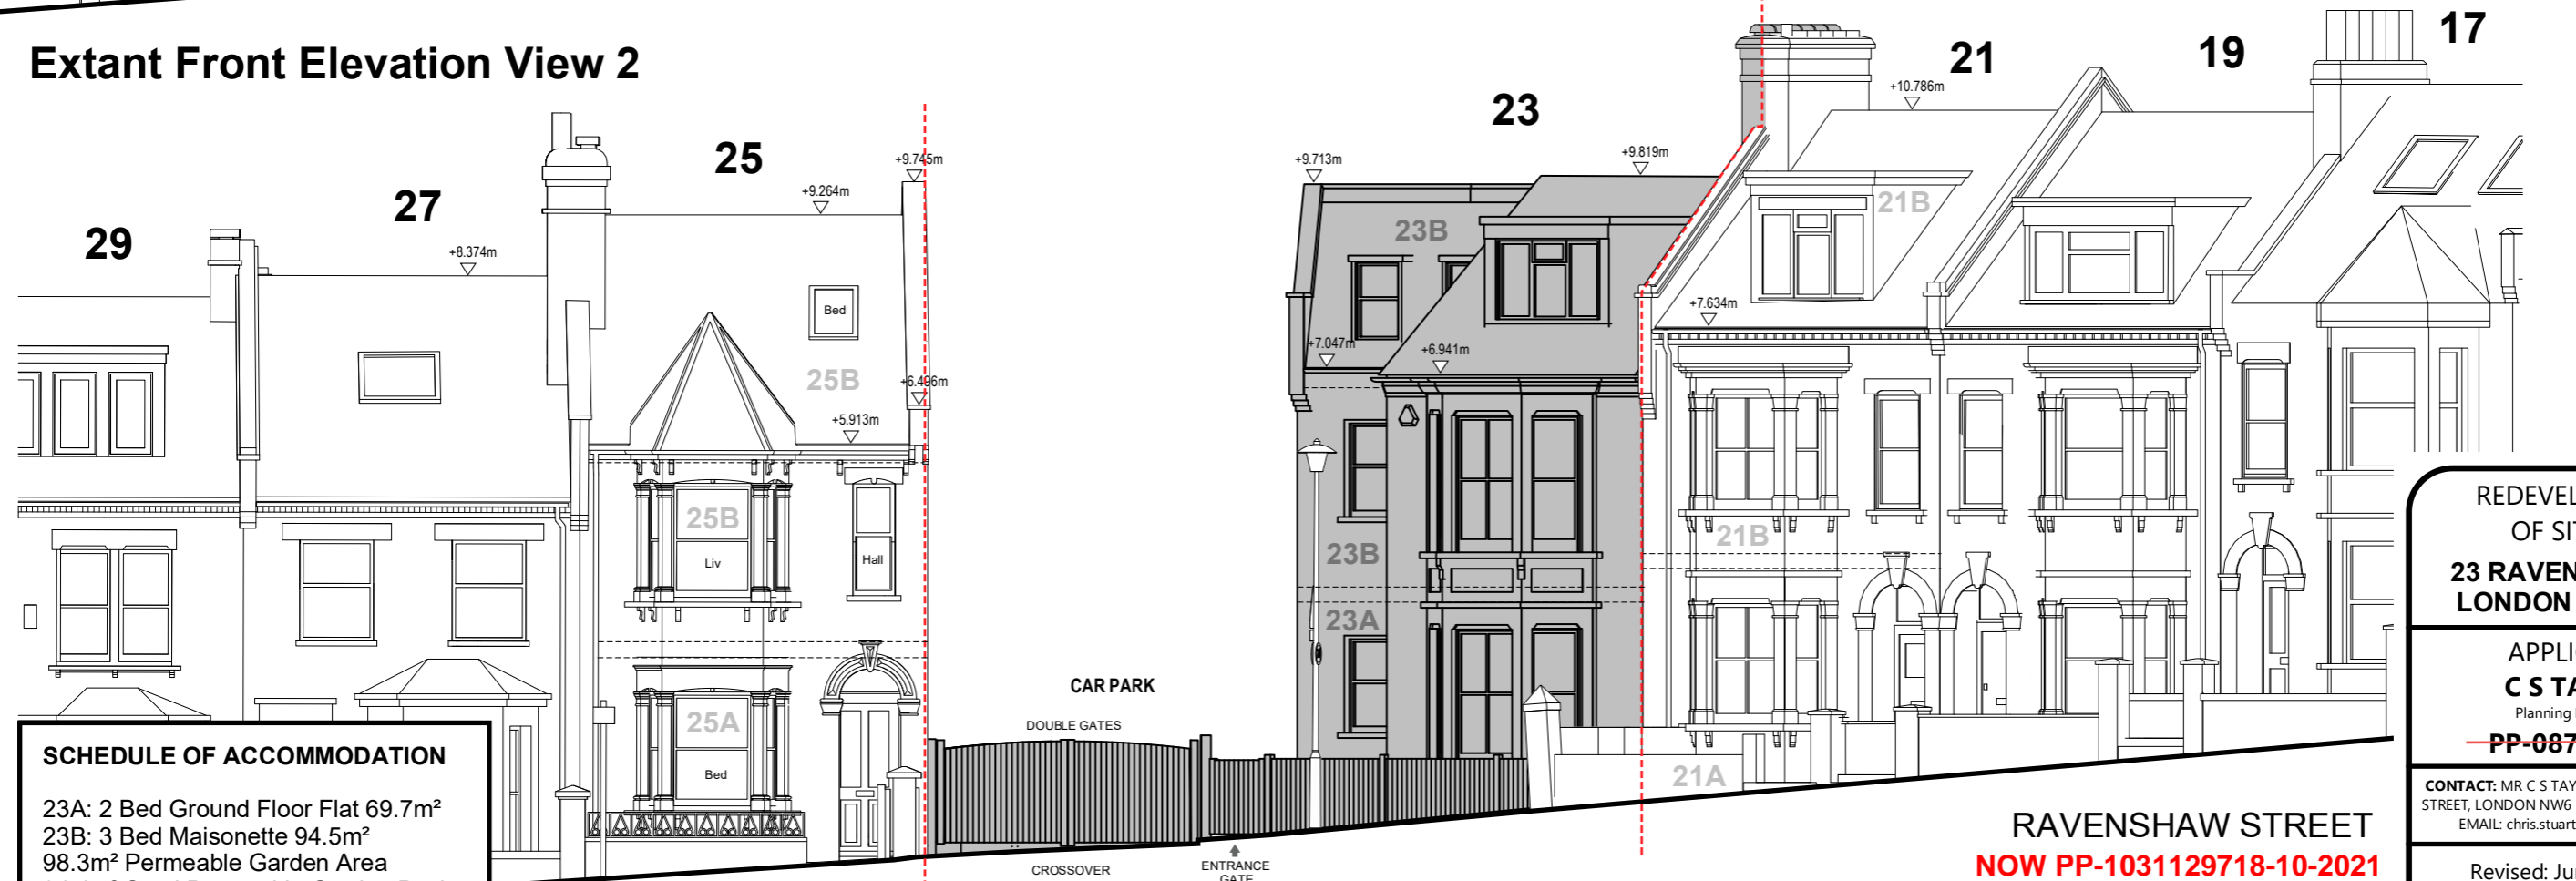 Extant Front Elevation View 2
29
27
25
23
21
19
17
+8.374m
+9.264m
+9.745m
+9.713m
+9.819m
+10.786m
+7.634m
+7.047m
+6.941m
+5.913m
Bed
25B
23B
21B
25B
Liv
Hall
23B
21B
23A
25A
Bed
21A
CAR PARK
DOUBLE GATES
CROSSOVER
ENTRANCE
GATE
SCHEDULE OF ACCOMMODATION
23A: 2 Bed Ground Floor Flat 69.7m²
23B: 3 Bed Maisonette 94.5m²
98.3m² Permeable Garden Area
RAVENSHAW STREET
NOW PP-1031129718-10-2021
REDEVEL
OF SIT
23 RAVEN
LONDON
APPLI
C S TA
Planning
PP-087
CONTACT: MR C S TAY
STREET, LONDON NW6
EMAIL: chris.stuart
Revised: Ju